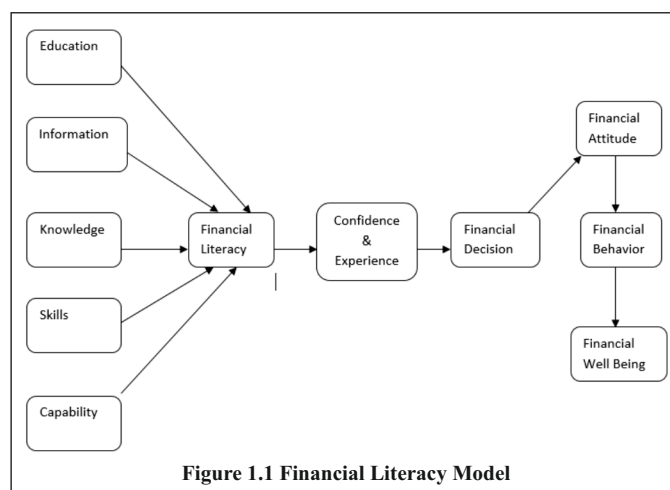 Education
Information
Knowledge
Skills
Capability
Financial
Literacy
Confidence
&
Experience
Financial
Decision
Financial
Attitude
Financial
Behavior
Financial
Well Being
Figure 1.1 Financial Literacy Model